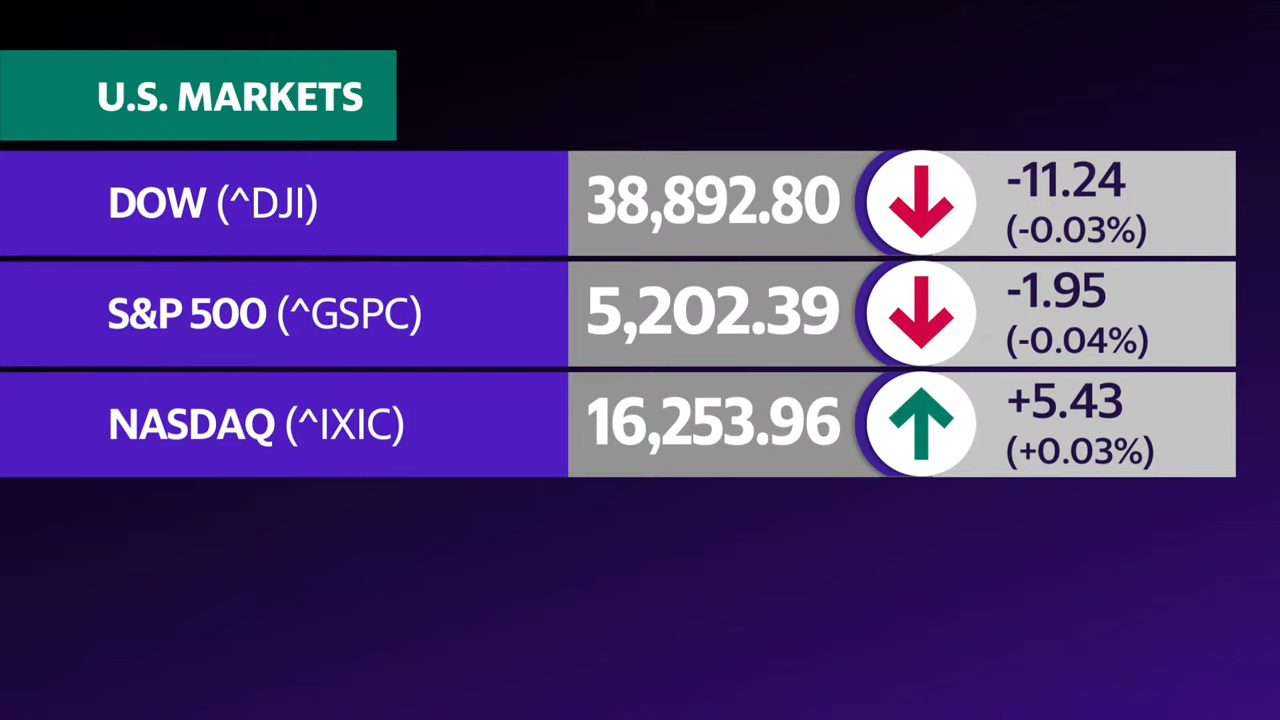 U.S. MARKETS
DOW (^DJI) 38,892.80 -11.24
(-0.03%)
S&P 500 (^GSPC) 5,202.39 -1.95
(-0.04%)
NASDAQ (^IXIC) 16,253.96 +5.43
(+0.03%)